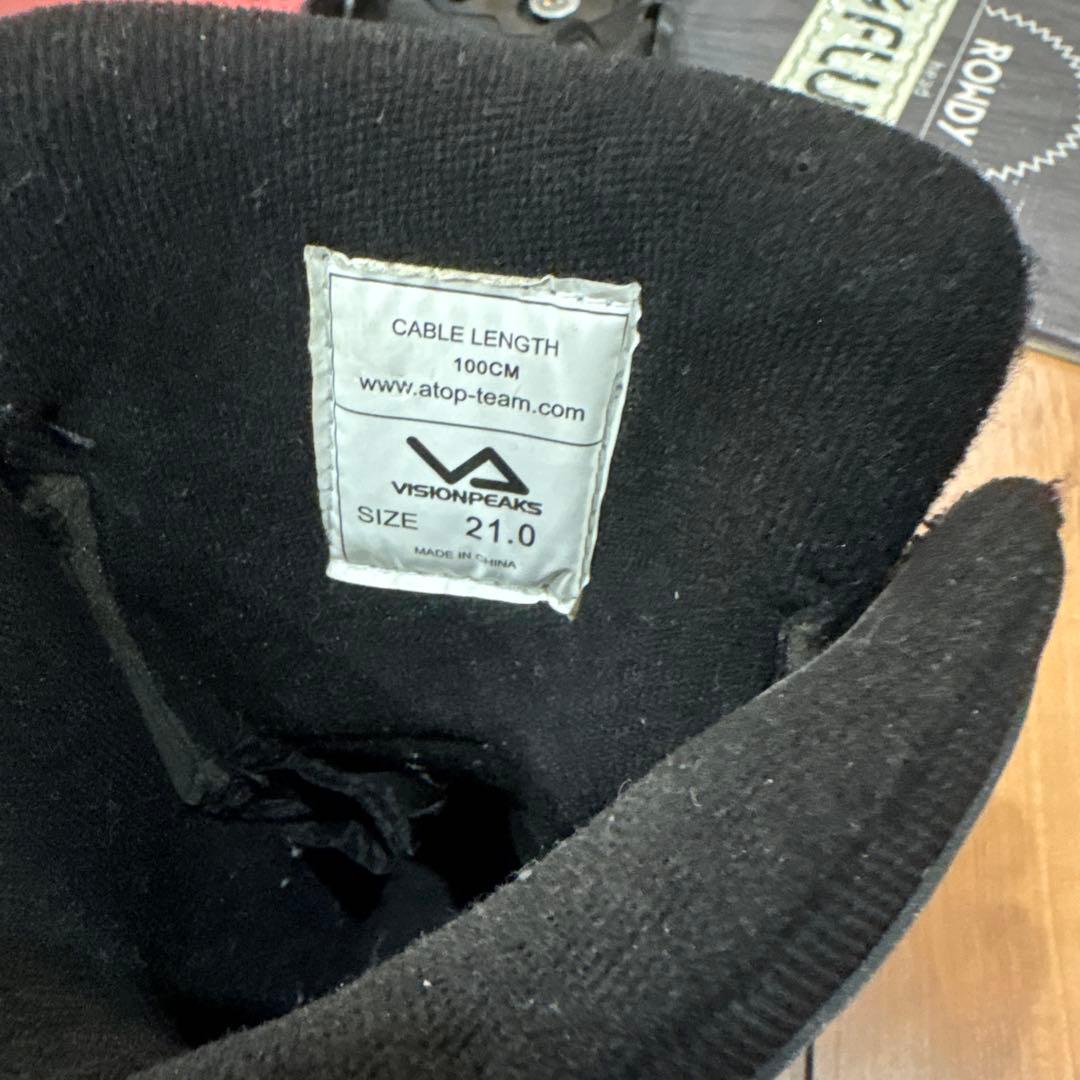 CABLE LENGTH
100CM
www.atop-team.com
VISIONPEAKS
SIZE 21.0
MADE IN CHINA
ROWDY